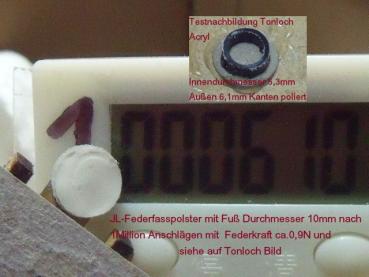 Testnachbildung Tonloch
Acryl
Innendurchmesser 5,3mm
Außen 6,1mm Kanten poliert
1
0006 10
JL-Federfasspolster mit Fuß Durchmesser 10mm nach
1Million Anschlägen mit Federkraft ca.0,9N und
siehe auf Tonloch Bild